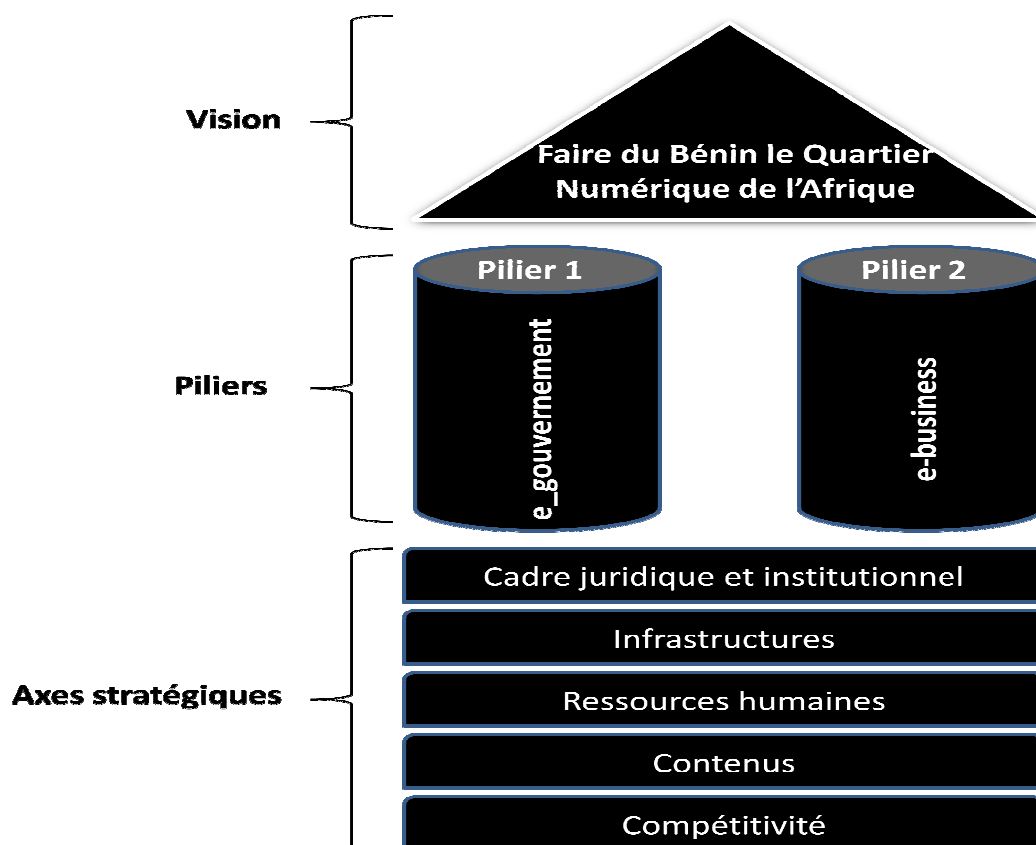 Vision
Faire du Bénin le Quartier
Numérique de l'Afrique
Piliers
Pilier 1
e_gouvernement
Pilier 2
e-business
Axes stratégiques
Cadre juridique et institutionnel
Infrastructures
Ressources humaines
Contenus
Compétitivité